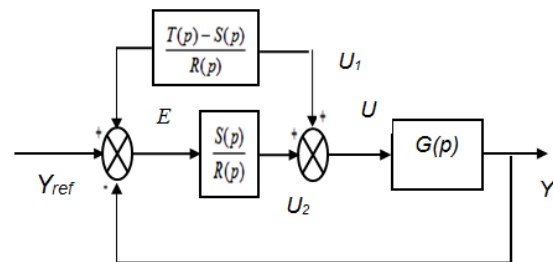 T(p) − S(p)
R(p)
U1
+ +
E
U
S(p)
R(p)
G(p)
+ +
Yref
-
U2
Y